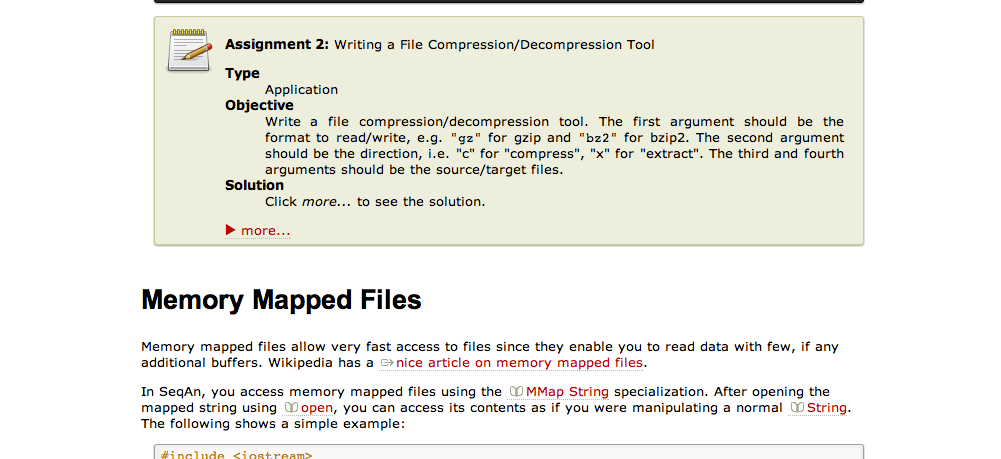 Assignment 2: Writing a File Compression/Decompression Tool
Type
Application
Objective
Write a file compression/decompression tool. The first argument should be the
format to read/write, e.g. "gz" for gzip and "bz2" for bzip2. The second argument
should be the direction, i.e. "c" for "compress", "x" for "extract". The third and fourth
arguments should be the source/target files.
Solution
Click more... to see the solution.
more...
Memory Mapped Files
Memory mapped files allow very fast access to files since they enable you to read data with few, if any
additional buffers. Wikipedia has a nice article on memory mapped files.
In SeqAn, you access memory mapped files using the MMap String specialization. After opening the
mapped string using open, you can access its contents as if you were manipulating a normal String.
The following shows a simple example:
#include <iostream>